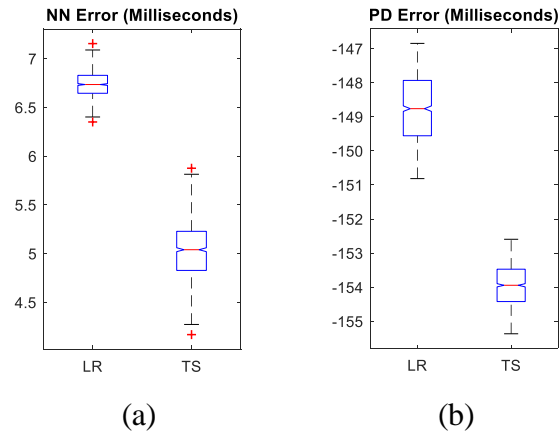 NN Error (Milliseconds)
7
6.5
6
5.5
5
4.5
LR
TS
(a)
PD Error (Milliseconds)
-147
-148
-149
-150
-151
-152
-153
-154
-155
LR
TS
(b)